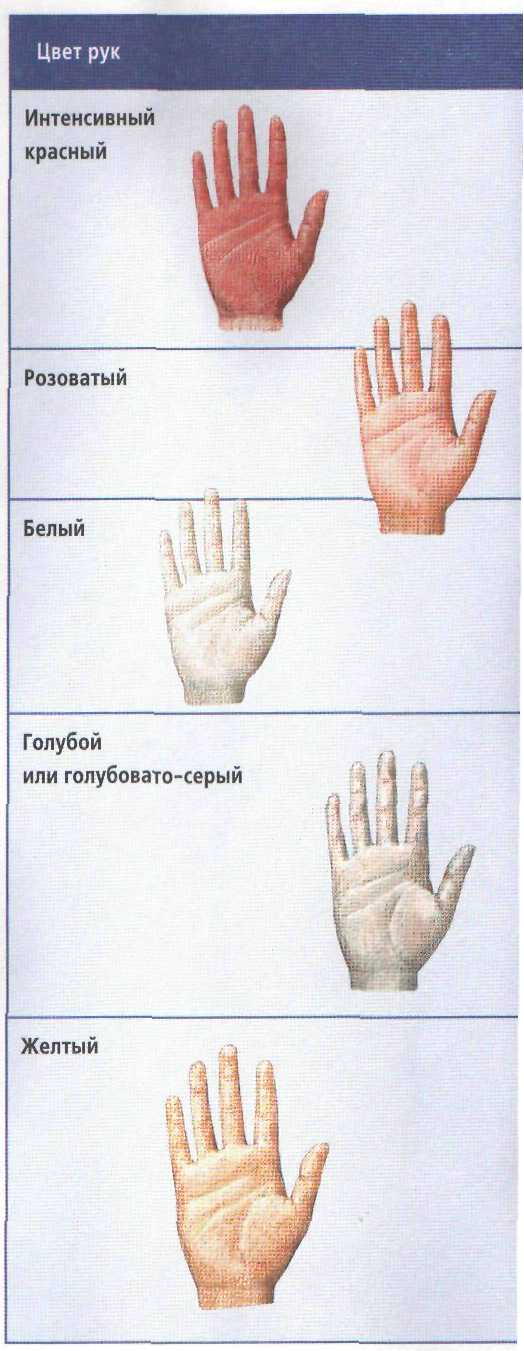 Цвет рук
Интенсивный
красный
Розоватый
Белый
Голубой
или голубовато-серый
Желтый